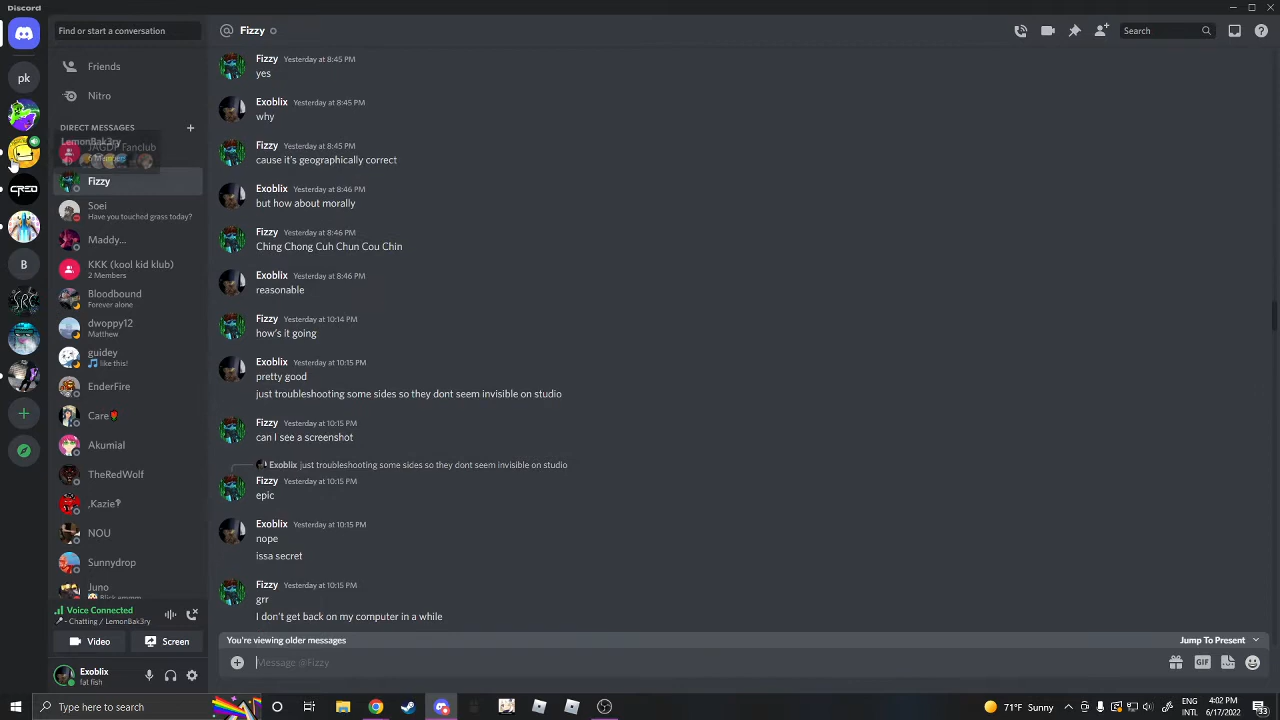 Discord
Find or start a conversation
Fizzy
Search
Friends
Nitro
DIRECT MESSAGES
LemonBak3ry
JAGDP Fanclub
6 Members
Fizzy
Soei
Have you touched grass today?
Maddy...
KKK (kool kid klub)
2 Members
Bloodbound
Forever alone
dwoppy12
Matthew
guidey
🎵 like this!
EnderFire
Care🌹
Akumial
TheRedWolf
NOU
Sunnydrop
Juno
pk
CREO
B
Voice Connected
Chatting / LemonBak3ry
Video
Screen
Exoblix
fat fish
Fizzy Yesterday at 8:45 PM
yes
Exoblix Yesterday at 8:45 PM
why
Fizzy Yesterday at 8:45 PM
cause it's geographically correct
Exoblix Yesterday at 8:46 PM
but how about morally
Fizzy Yesterday at 8:46 PM
Ching Chong Cuh Chun Cou Chin
Exoblix Yesterday at 8:46 PM
reasonable
Fizzy Yesterday at 10:14 PM
how's it going
Exoblix Yesterday at 10:15 PM
pretty good
just troubleshooting some sides so they dont seem invisible on studio
Fizzy Yesterday at 10:15 PM
can I see a screenshot
Exoblix just troubleshooting some sides so they dont seem invisible on studio
Fizzy Yesterday at 10:15 PM
epic
Exoblix Yesterday at 10:15 PM
nope
issa secret
Fizzy Yesterday at 10:15 PM
grr
I don't get back on my computer in a while
You're viewing older messages
Jump To Present
Message @Fizzy
GIF
Type here to search
71°F Sunny
ENG
INTL
4:02 PM
6/17/2022